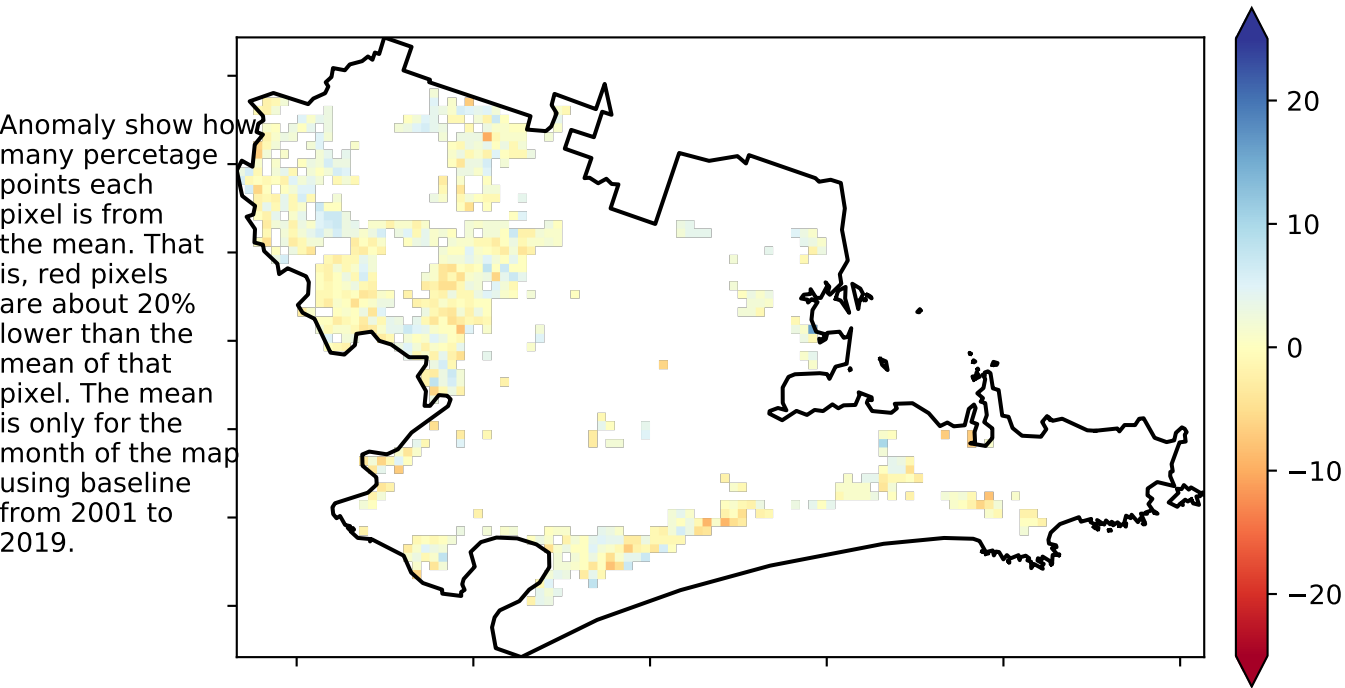 Anomaly show how
many percetage
points each
pixel is from
the mean. That
is, red pixels
are about 20%
lower than the
mean of that
pixel. The mean
is only for the
month of the map
using baseline
from 2001 to
2019.
20
10
0
−10
−20